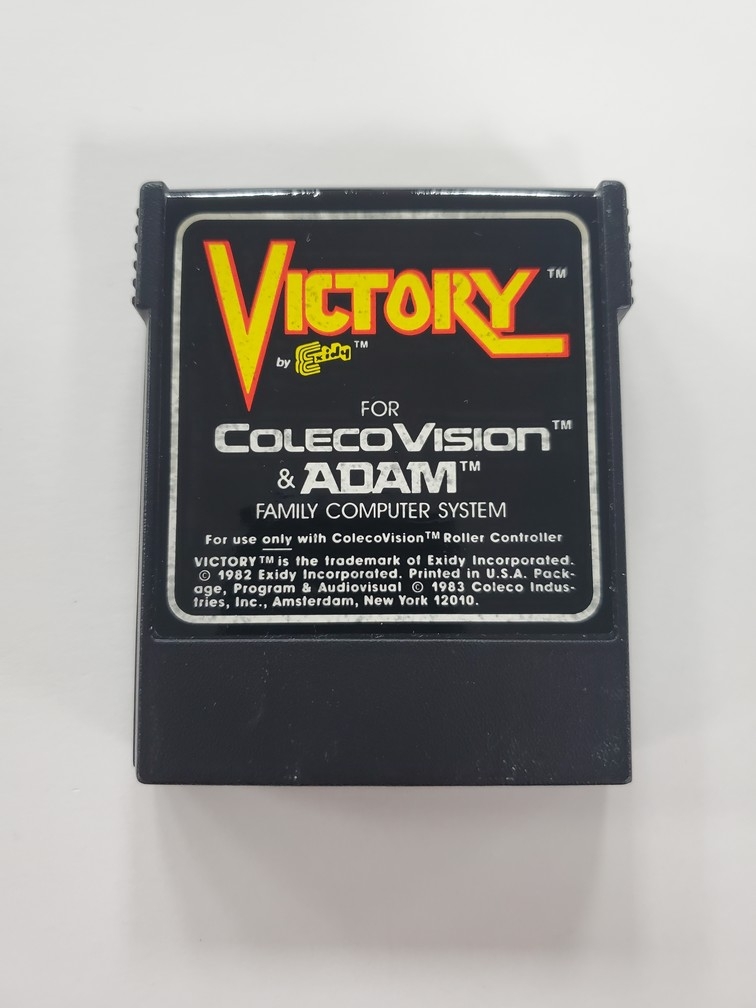 VICTORY™
by Exidy™
FOR
COLECOVISION™
& ADAM™
FAMILY COMPUTER SYSTEM
For use only with ColecoVision™ Roller Controller
VICTORY™ is the trademark of Exidy Incorporated.
© 1982 Exidy Incorporated. Printed in U.S.A. Pack-
age, Program & Audiovisual © 1983 Coleco Indus-
tries, Inc., Amsterdam, New York 12010.